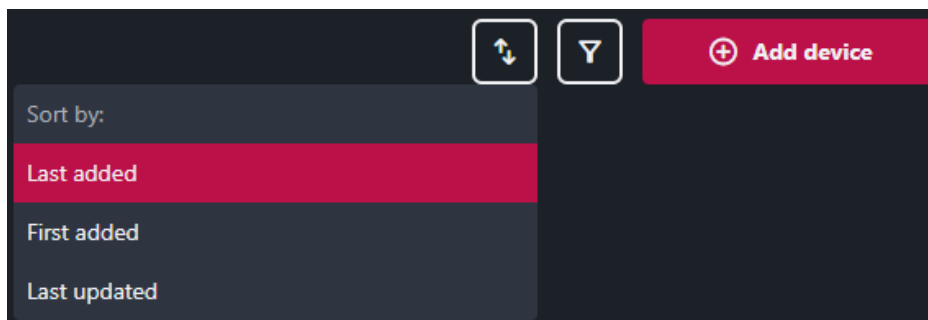 Add device
Sort by:
Last added
First added
Last updated